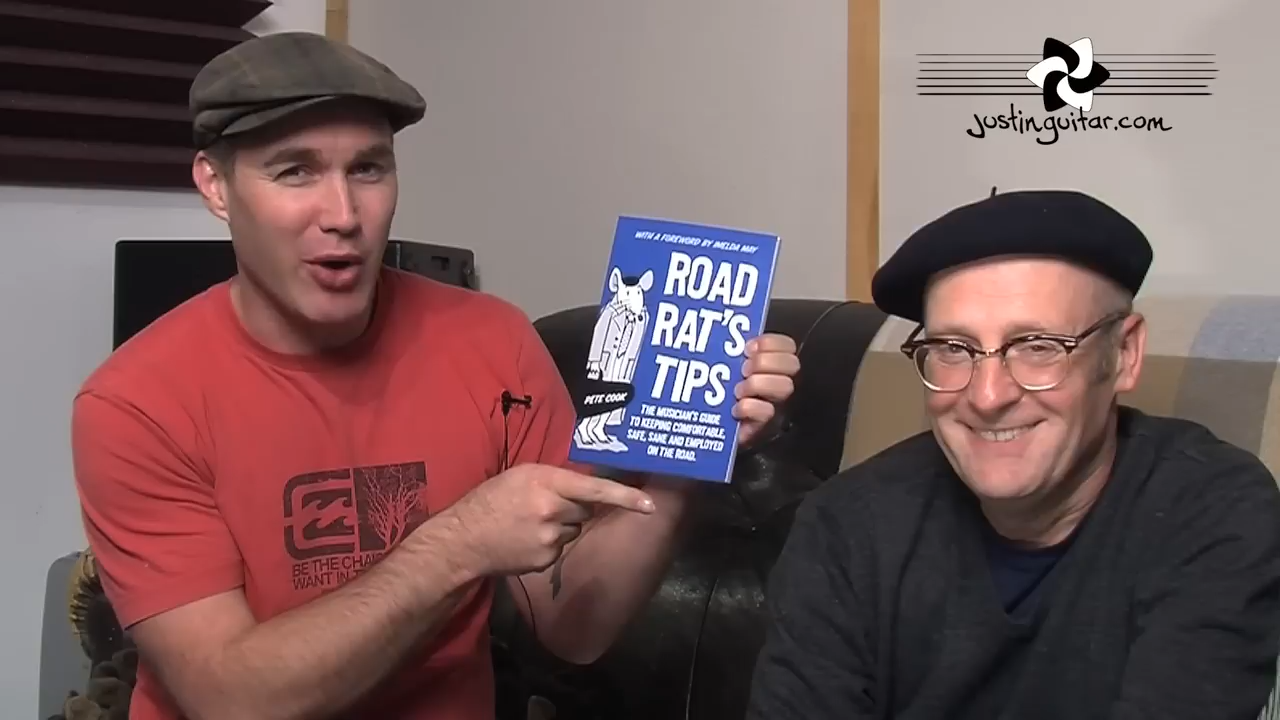 justinguitar.com
WITH A FOREWORD BY IMELDA MAY
ROAD
RAT'S
TIPS
PETE COOK
THE MUSICIAN'S GUIDE
TO KEEPING COMFORTABLE,
SAFE, SANE AND EMPLOYED
ON THE ROAD.
BE THE
WANT IN